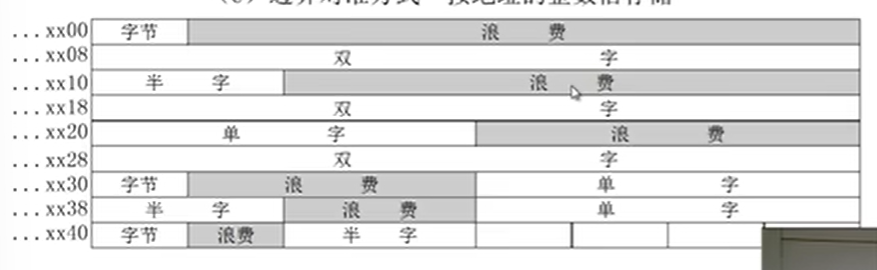 ...xx00 字节 浪 费
...xx08 双 字
...xx10 半 字 浪 费
...xx18 双 字
...xx20 单 字 浪 费
...xx28 双 字
...xx30 字节 浪 费 单 字
...xx38 半 字 浪 费 单 字
...xx40 字节 浪费 半 字